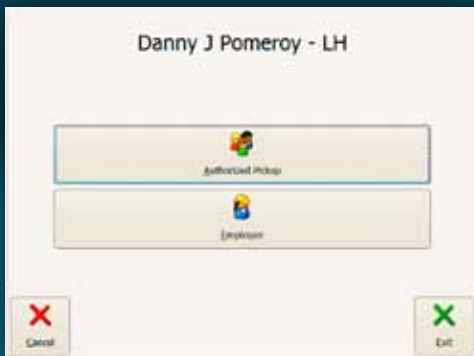 Danny J Pomeroy - LH
Authorized Pickup
Employee
Cancel
Exit